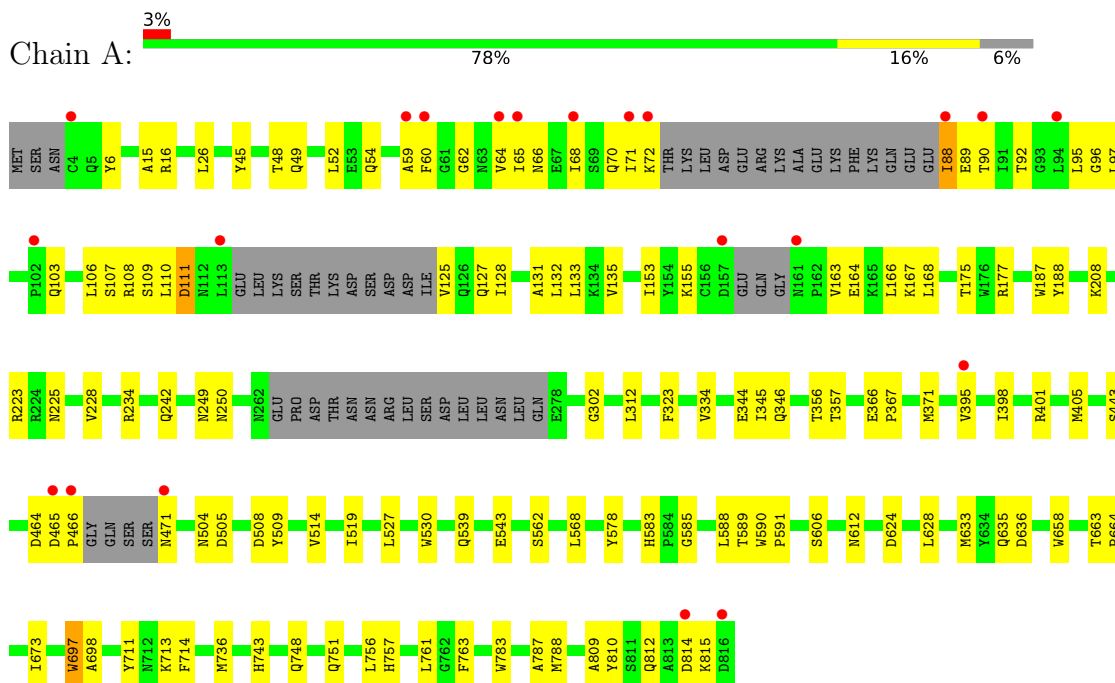 3%
Chain A:
78% 16% 6%
MET SER ASN C4 Q5 Y6 A15 R16 L26 Y45 T48 Q49 L52 E53 Q54 A59 F60 G61 G62 N63 V64 I65 N66 E67 I68 S69 Q70 I71 K72 THR LYS LEU ASP GLU ARG LYS ALA GLU LYS PHE LYS GLN GLU GLU I88 E89 T90 I91 T92 G93 L94 L95 G96
P102 Q103 L106 S107 R108 S109 L110 D111 N112 L113 GLU LEU LYS SER THR LYS ASP SER ASP ASP ILE V125 Q126 Q127 I128 A131 L132 L133 K134 V135 I153 Y154 K155 C156 D157 GLU GLN GLY N161 P162 V163 E164 K165 L166 K167 L168 T175 W176 R177 W187 Y188 K208
R223 R224 N225 V228 R234 Q242 N249 N250 N262 GLU PRO ASP THR ASN ASN ARG LEU SER ASP LEU LEU ASN LEU GLN E278 G302 L312 F323 V334 E344 I345 Q346 T356 T357 E366 P367 M371 V395 I398 R401 M405 S443
D464 D465 P466 GLY GLN SER SER N471 N504 D505 D508 Y509 V514 I519 L527 W530 Q539 E543 S562 L568 Y578 H583 P584 G585 L588 T589 W590 P591 S606 N612 D624 L628 M633 Y634 Q635 D636 W658 T663
I673 W697 A698 Y711 N712 K713 F714 M736 H743 Q748 Q751 L756 H757 L761 G762 F763 W783 A787 M788 A809 Y810 S811 Q812 A813 D814 K815 D816